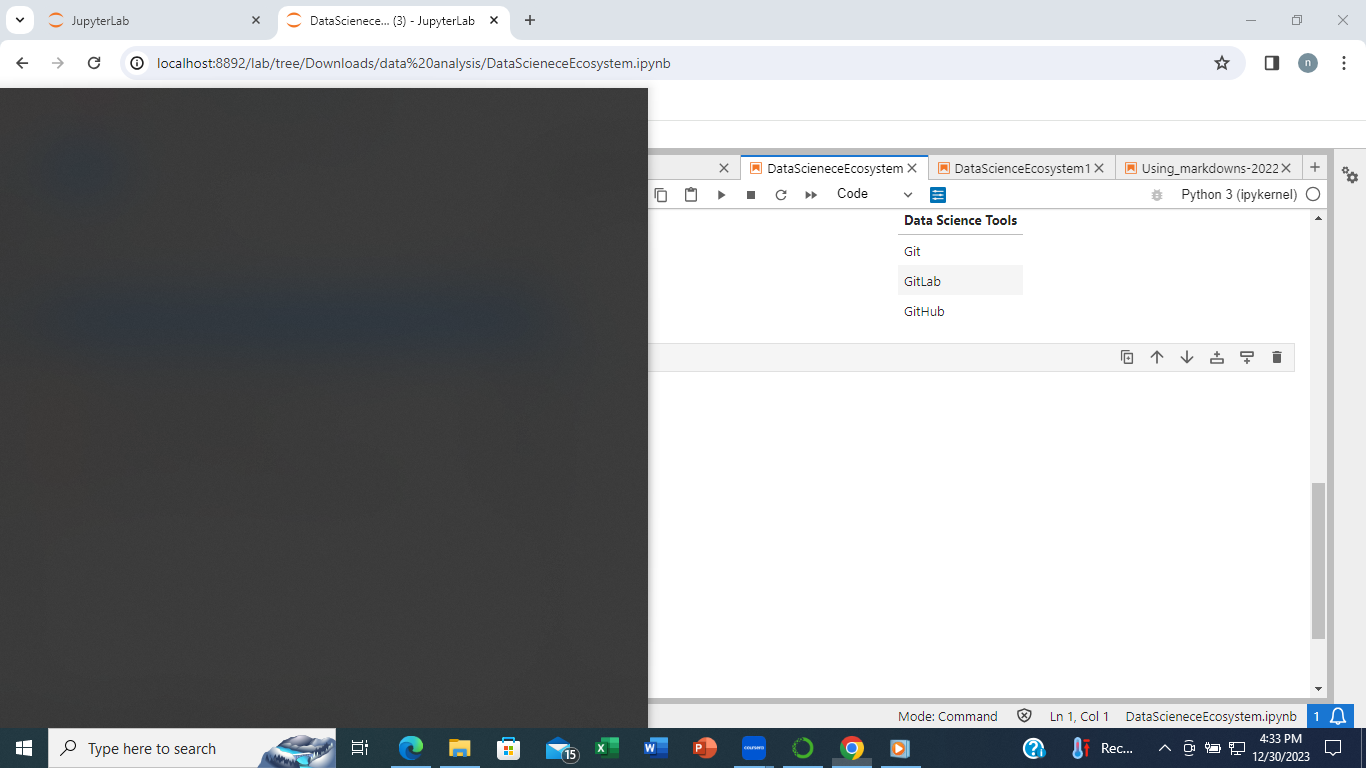 JupyterLab
DataScienece... (3) - JupyterLab
localhost:8892/lab/tree/Downloads/data%20analysis/DataScieneceEcosystem.ipynb
n
DataScieneceEcosystem
DataScienceEcosystem1
Using_markdowns-2022
Code
Python 3 (ipykernel)
Data Science Tools
Git
GitLab
GitHub
Mode: Command
Ln 1, Col 1
DataScieneceEcosystem.ipynb
1
Type here to search
15
coursera
Rec...
4:33 PM
12/30/2023